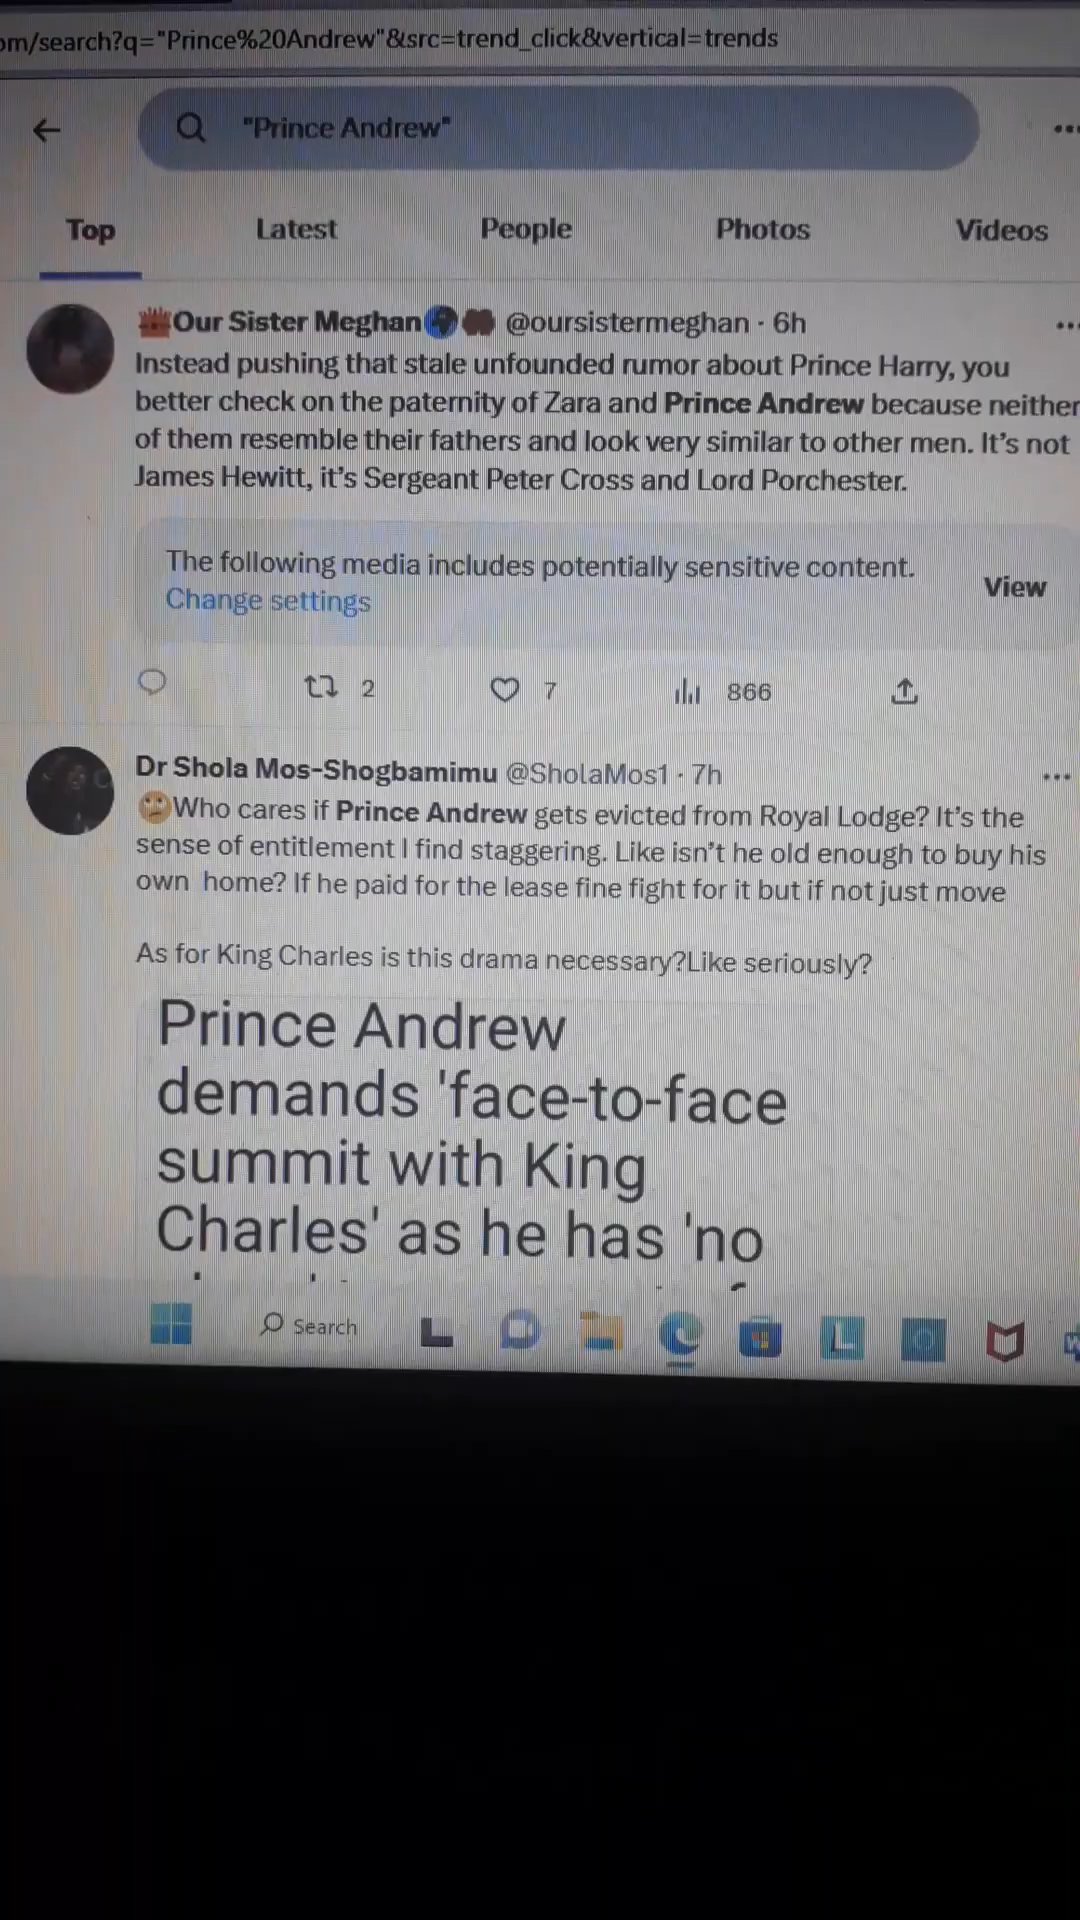 om/search?q="Prince%20Andrew"&src=trend_click&vertical=trends
"Prince Andrew"
Top Latest People Photos Videos
Our Sister Meghan @oursistermeghan · 6h
Instead pushing that stale unfounded rumor about Prince Harry, you
better check on the paternity of Zara and Prince Andrew because neither
of them resemble their fathers and look very similar to other men. It's not
James Hewitt, it's Sergeant Peter Cross and Lord Porchester.
The following media includes potentially sensitive content.
Change settings
View
2 7 866
Dr Shola Mos-Shogbamimu @SholaMos1 · 7h
Who cares if Prince Andrew gets evicted from Royal Lodge? It's the
sense of entitlement I find staggering. Like isn't he old enough to buy his
own home? If he paid for the lease fine fight for it but if not just move
As for King Charles is this drama necessary?Like seriously?
Prince Andrew
demands 'face-to-face
summit with King
Charles' as he has 'no
Search
L